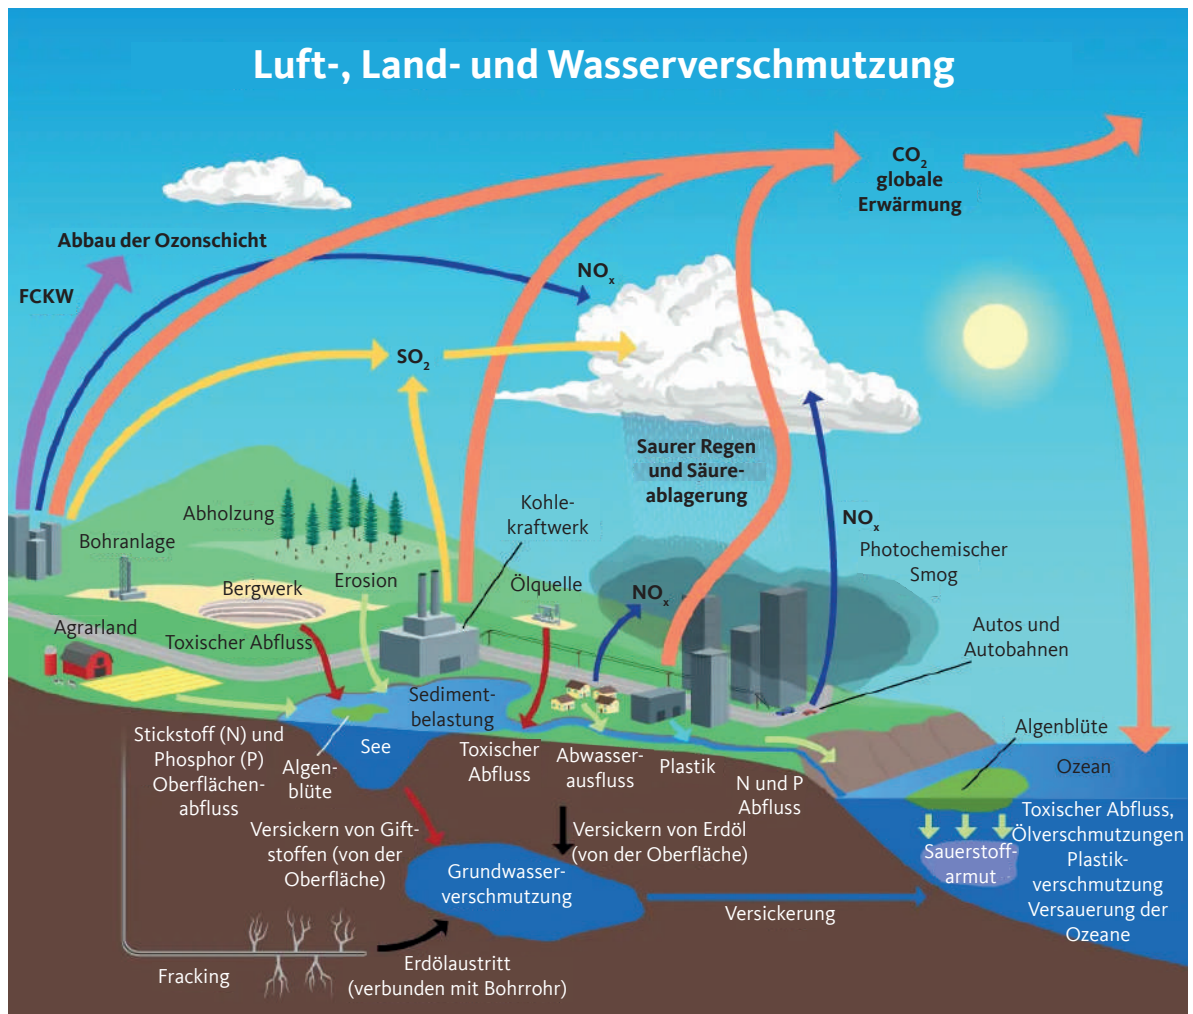 Luft-, Land- und Wasserverschmutzung
CO₂
globale
Erwärmung
Abbau der Ozonschicht
FCKW
NOₓ
SO₂
Saurer Regen
und Säure-
ablagerung
Kohle-
kraftwerk
Abholzung
Bohranlage
NOₓ
Photochemischer
Smog
Bergwerk
Erosion
Ölquelle
NOₓ
Agrarland
Toxischer Abfluss
Autos und
Autobahnen
Sediment-
belastung
Stickstoff (N) und
Phosphor (P)
Oberflächen-
abfluss
Algen-
blüte
See
Toxischer
Abfluss
Abwasser-
ausfluss
Plastik
N und P
Abfluss
Algenblüte
Ozean
Versickern von Gift-
stoffen (von der
Oberfläche)
Versickern von Erdöl
(von der Oberfläche)
Toxischer Abfluss,
Ölverschmutzungen
Plastik-
verschmutzung
Versauerung der
Ozeane
Sauerstoff-
armut
Grundwasser-
verschmutzung
Versickerung
Fracking
Erdölaustritt
(verbunden mit Bohrrohr)